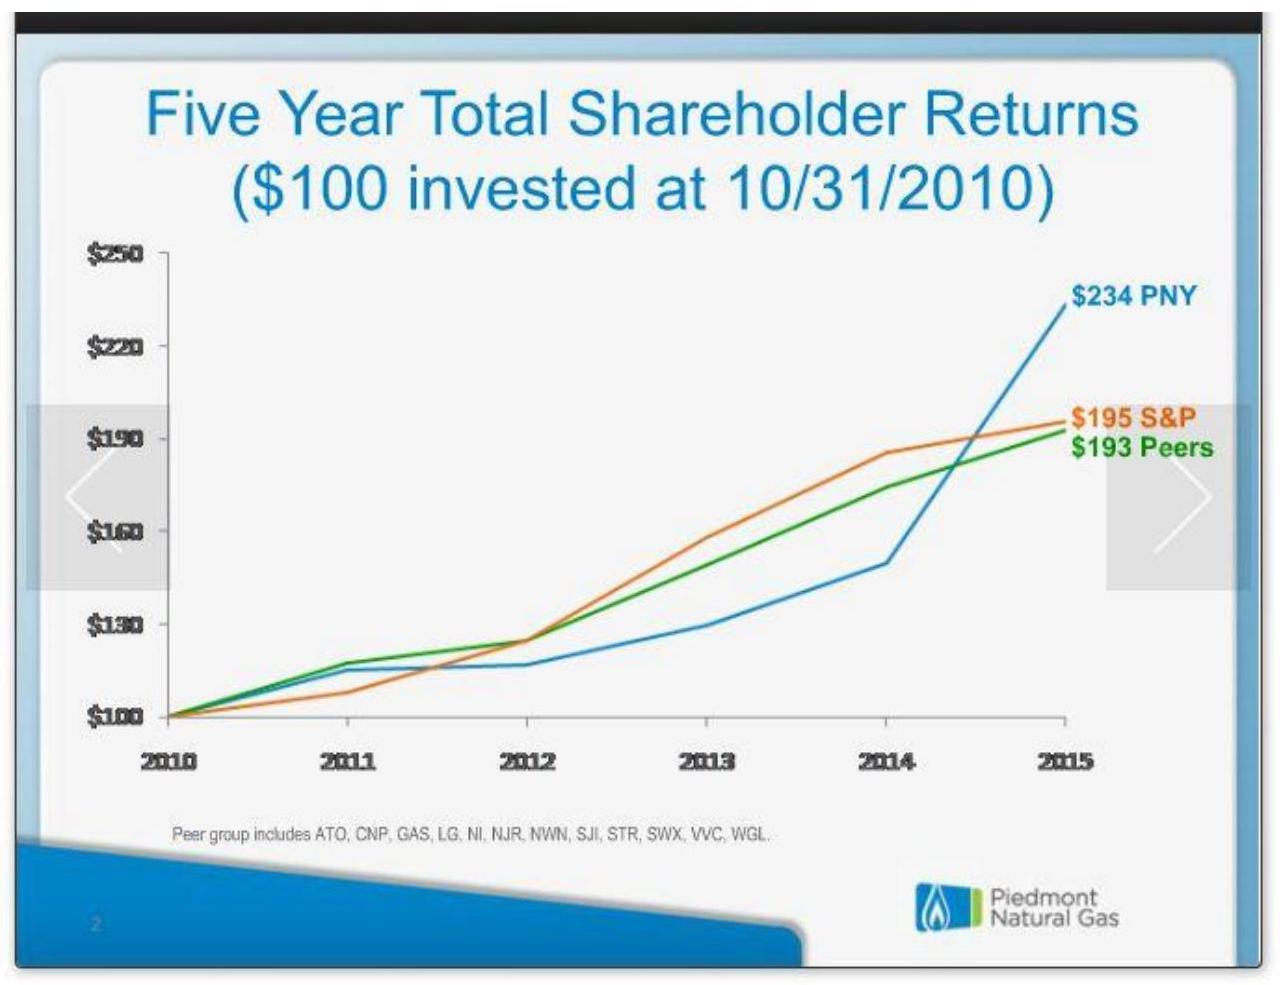 Five Year Total Shareholder Returns
($100 invested at 10/31/2010)
$250
$220
$190
$160
$130
$100
$234 PNY
$195 S&P
$193 Peers
2010 2011 2012 2013 2014 2015
Peer group includes ATO, CNP, GAS, LG, NI, NJR, NWN, SJI, STR, SWX, VVC, WGL.
2
Piedmont
Natural Gas